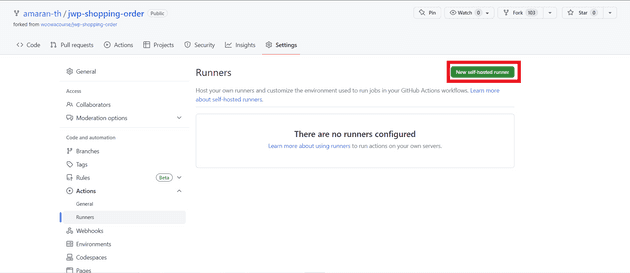 amaran-th / jwp-shopping-order Public
forked from woowacourse/jwp-shopping-order
Pin
Watch 0
Fork 103
Star 0
Code
Pull requests
Actions
Projects
Security
Insights
Settings
General
Access
Collaborators
Moderation options
Code and automation
Branches
Tags
Rules Beta
Actions
General
Runners
Webhooks
Environments
Codespaces
Pages
Runners
New self-hosted runner
Host your own runners and customize the environment used to run jobs in your GitHub Actions workflows. Learn more
about self-hosted runners.
There are no runners configured
Learn more about using runners to run actions on your own servers.